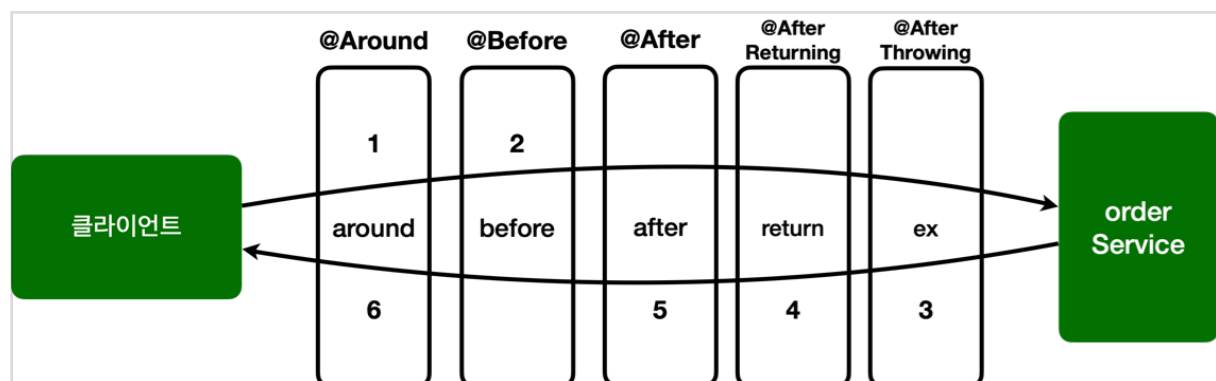 @Around
@Before
@After
@After
Returning
@After
Throwing
1
2
클라이언트
around
before
after
return
ex
order
Service
6
5
4
3